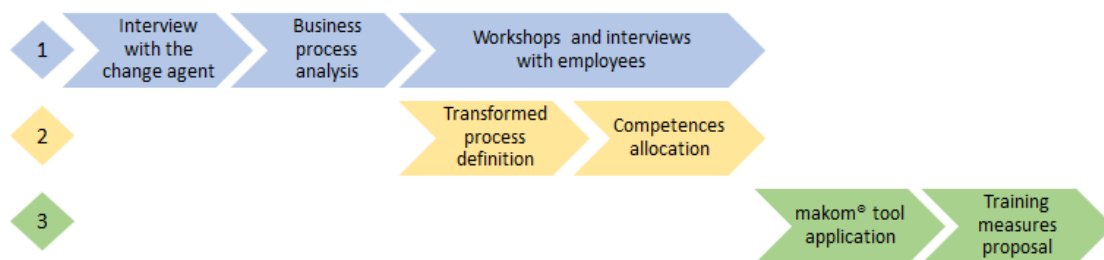 1
Interview
with the
change agent
Business
process
analysis
Workshops and interviews
with employees
2
Transformed
process
definition
Competences
allocation
3
makom® tool
application
Training
measures
proposal